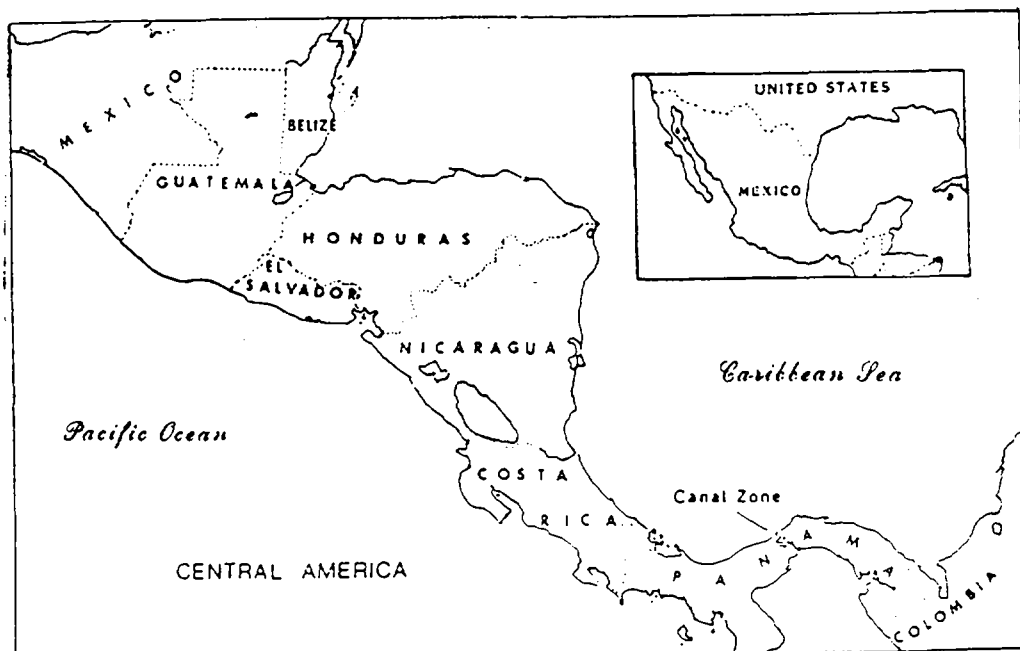 MEXICO
BELIZE
GUATEMALA
HONDURAS
EL
SALVADOR
NICARAGUA
COSTA
RICA
PANAMA
COLOMBIA
Canal Zone
Pacific Ocean
Caribbean Sea
CENTRAL AMERICA
UNITED STATES
MEXICO